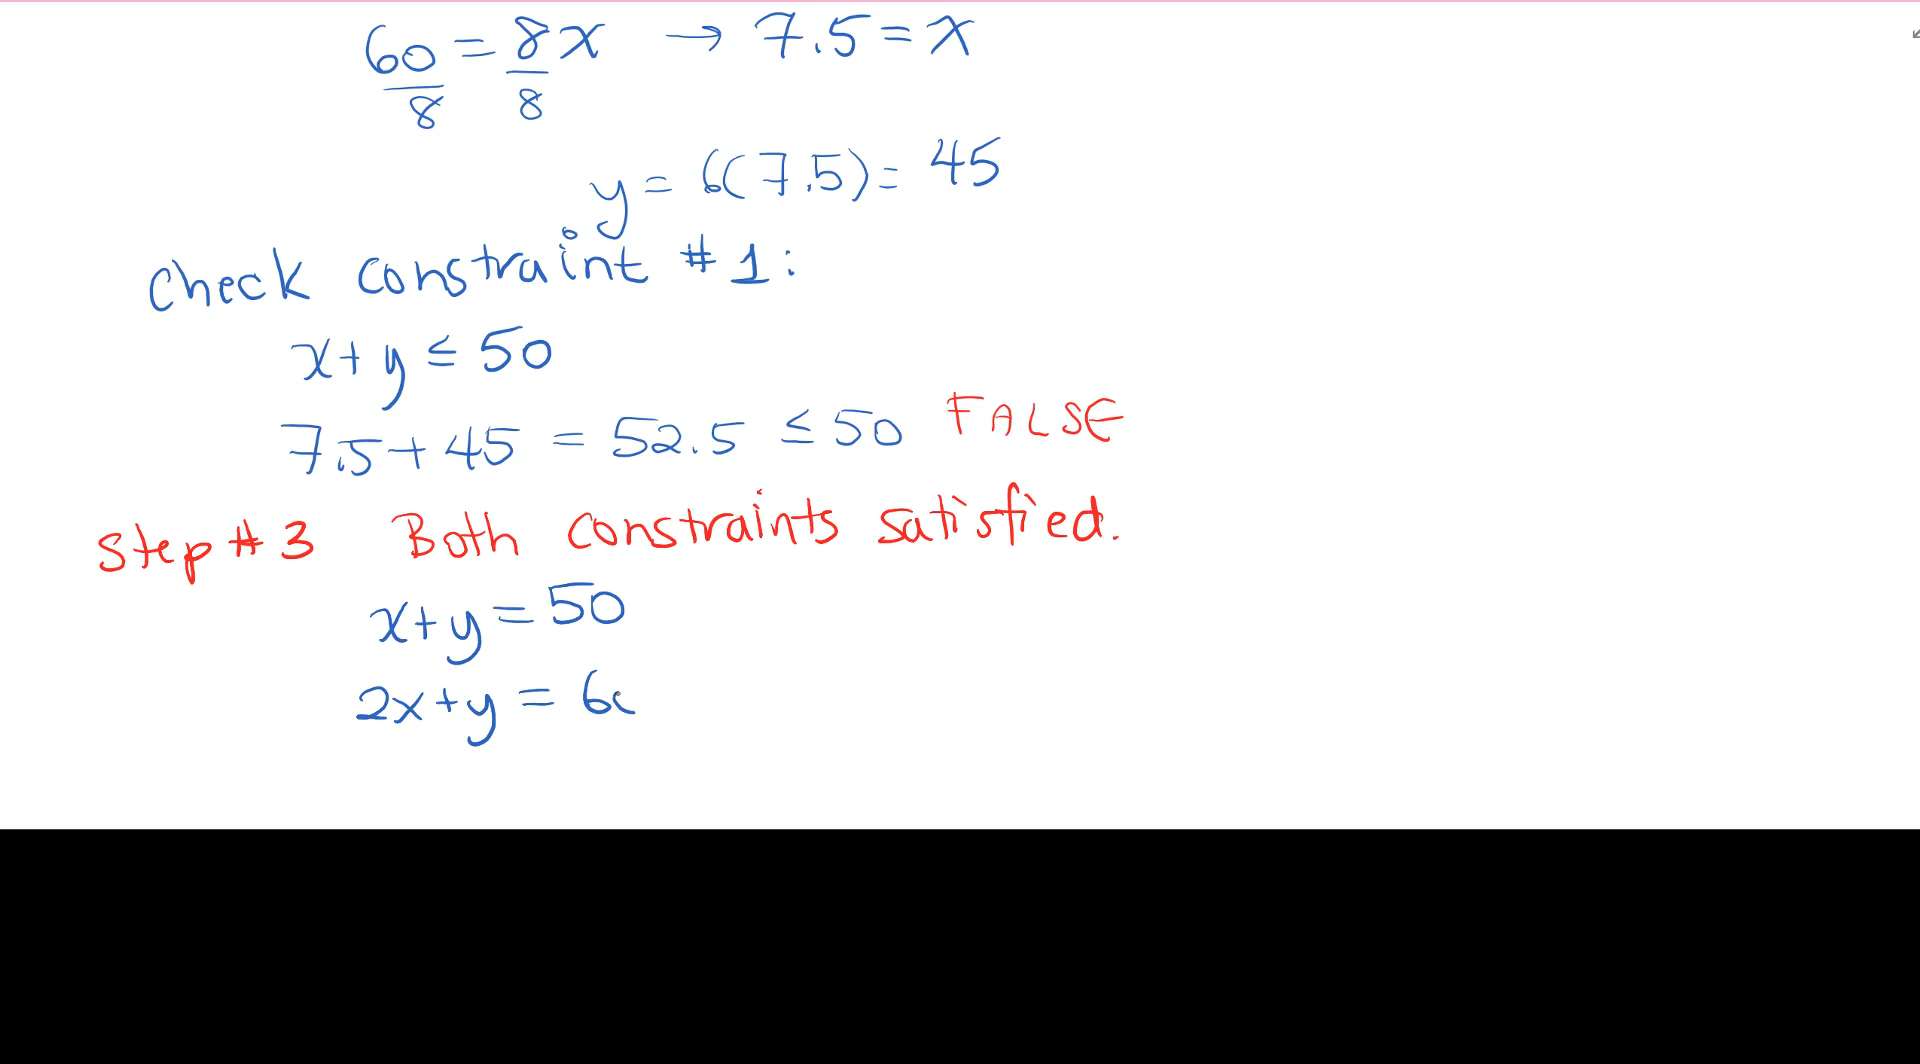 60 = 8x → 7.5 = x
8 8
y = 6(7.5) = 45
Check constraint #1:
x+y ≤ 50
7.5+45 = 52.5 ≤ 50 FALSE
Step #3 Both constraints satisfied.
x+y = 50
2x+y = 6